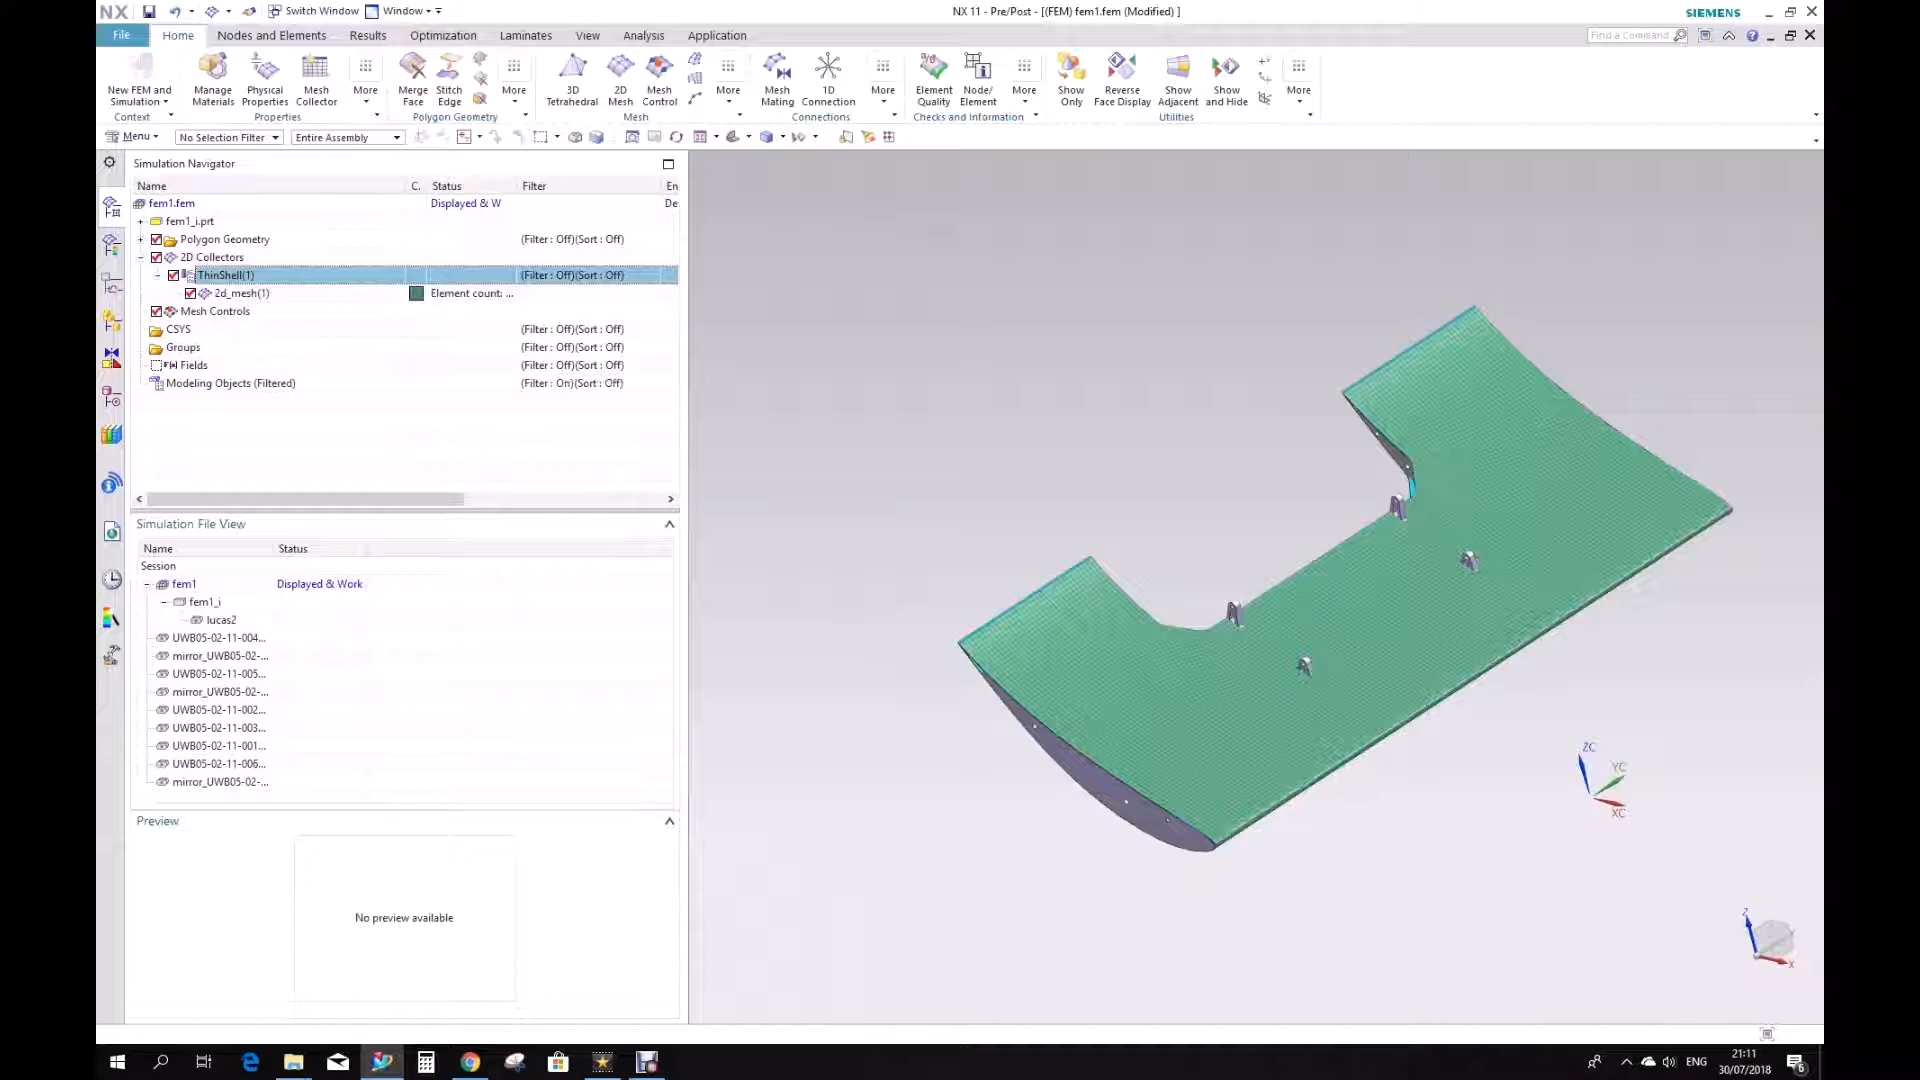 NX Switch Window Window NX 11 - Pre/Post - [(FEM) fem1.fem (Modified) ] SIEMENS
File Home Nodes and Elements Results Optimization Laminates View Analysis Application Find a Command
New FEM and Simulation Manage Materials Physical Properties Mesh Collector More Merge Face Stitch Edge More 3D Tetrahedral 2D Mesh Mesh Control More Mesh Mating 1D Connection More Element Quality Node/ Element More Show Only Reverse Face Display Show Adjacent Show and Hide More
Context Properties Polygon Geometry Mesh Connections Checks and Information Utilities
Menu No Selection Filter Entire Assembly
Simulation Navigator
Name C. Status Filter En
fem1.fem Displayed & W De
fem1_i.prt
Polygon Geometry (Filter : Off)(Sort : Off)
2D Collectors
ThinShell(1) (Filter : Off)(Sort : Off)
2d_mesh(1) Element count: ...
Mesh Controls
CSYS (Filter : Off)(Sort : Off)
Groups (Filter : Off)(Sort : Off)
Fields (Filter : Off)(Sort : Off)
Modeling Objects (Filtered) (Filter : On)(Sort : Off)
Simulation File View
Name Status
Session
fem1 Displayed & Work
fem1_i
lucas2
UWB05-02-11-004...
mirror_UWB05-02-...
UWB05-02-11-005...
mirror_UWB05-02-...
UWB05-02-11-002...
UWB05-02-11-003...
UWB05-02-11-001...
UWB05-02-11-006...
mirror_UWB05-02-...
Preview
No preview available
ZC
YC
XC
Z
X
ENG 21:11
30/07/2018 6